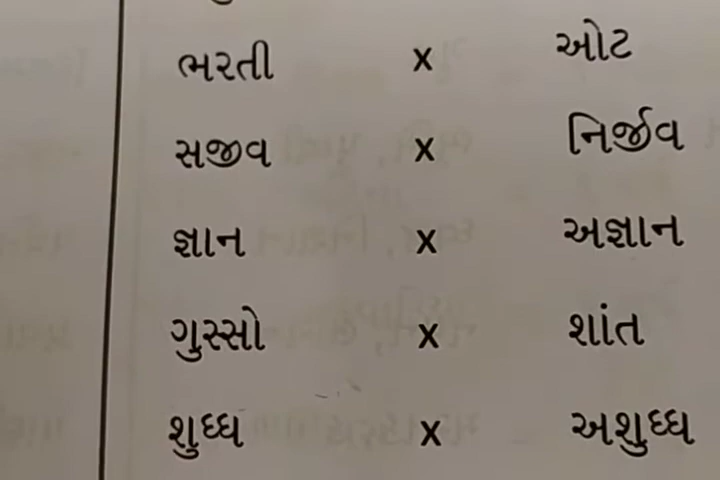 ભરતી x ઓટ
સજીવ x નિર્જીવ
જ્ઞાન x અજ્ઞાન
ગુસ્સો x શાંત
શુધ્ધ x અશુધ્ધ